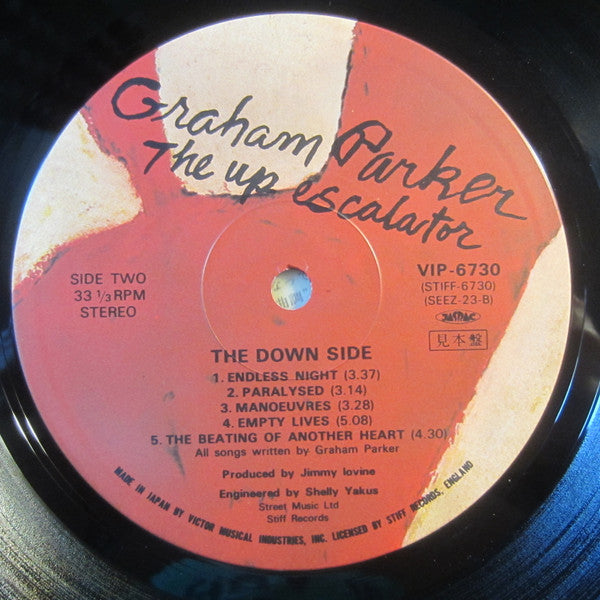 Graham Parker
The up escalator
SIDE TWO
33 1/3 RPM
STEREO
VIP-6730
(STIFF-6730)
(SEEZ-23-B)
JASRAC
見本盤
THE DOWN SIDE
1. ENDLESS NIGHT (3.37)
2. PARALYSED (3.14)
3. MANOEUVRES (3.28)
4. EMPTY LIVES (5.08)
5. THE BEATING OF ANOTHER HEART (4.30)
All songs written by Graham Parker
Produced by Jimmy Iovine
Engineered by Shelly Yakus
Street Music Ltd
Stiff Records
MADE IN JAPAN BY VICTOR MUSICAL INDUSTRIES, INC. LICENSED BY STIFF RECORDS, ENGLAND